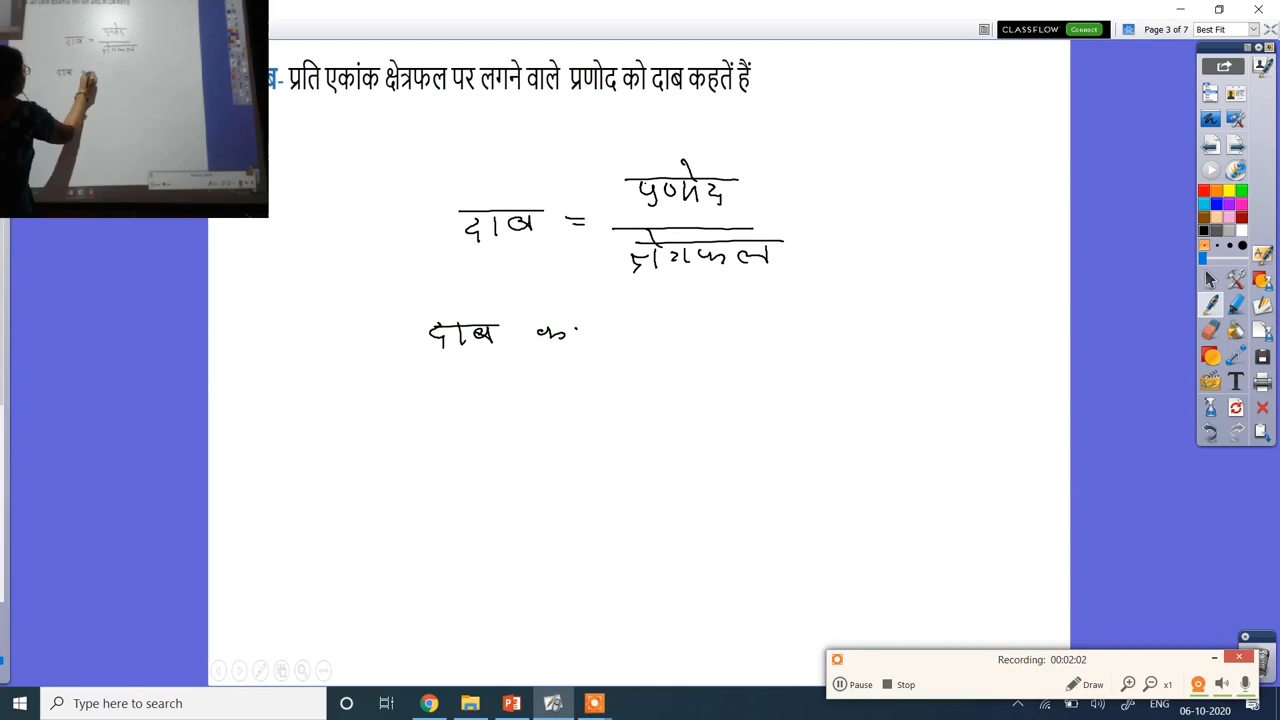 CLASSFLOW Connect
Page 3 of 7
Best Fit
ब- प्रति एकांक क्षेत्रफल पर लगने वाले प्रणोद को दाब कहतें हैं
प्रणोद
दाब =
क्षेत्रफल
दाब क
Recording: 00:02:02
Pause
Stop
Draw
x1
Type here to search
ENG
06-10-2020